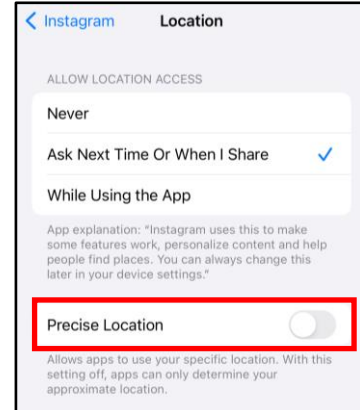 Instagram Location
ALLOW LOCATION ACCESS
Never
Ask Next Time Or When I Share
While Using the App
App explanation: "Instagram uses this to make
some features work, personalize content and help
people find places. You can always change this
later in your device settings."
Precise Location
Allows apps to use your specific location. With this
setting off, apps can only determine your
approximate location.